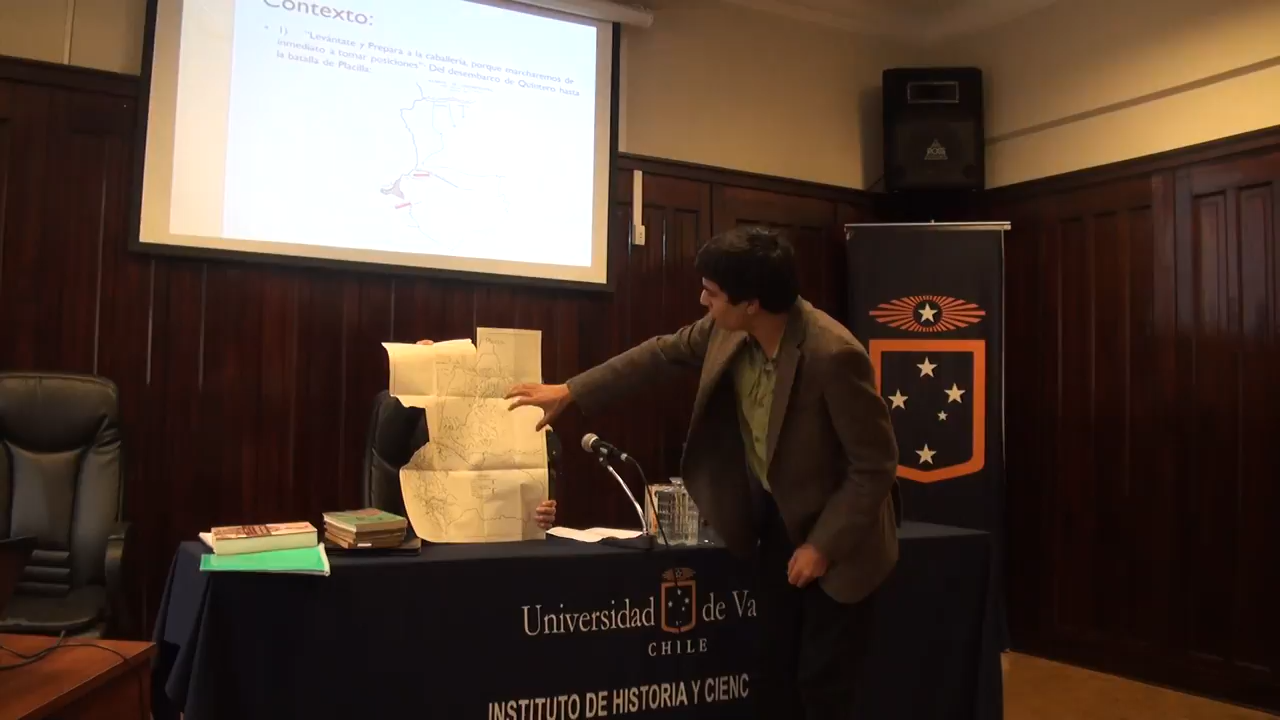 Contexto:
• 1) "Levántate y Prepara a la caballería, porque marcharemos de
inmediato a tomar posiciones". Del desembarco de Quintero hasta
la batalla de Placilla.
Universidad de Va
CHILE
INSTITUTO DE HISTORIA Y CIENC